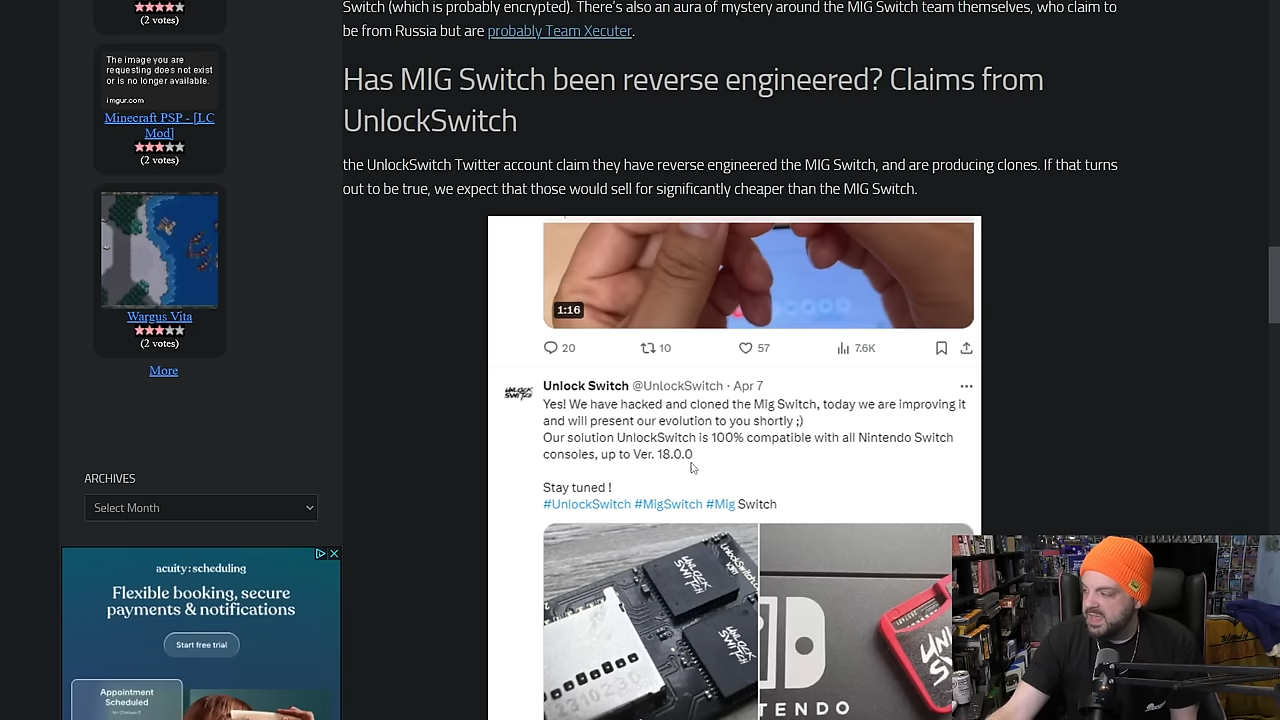 (2 votes)
The image you are
requesting does not exist
or is no longer available.
imgur.com
Minecraft PSP - [LC
Mod]
(2 votes)
Wargus Vita
(2 votes)
More
ARCHIVES
Select Month
acuity:scheduling
Flexible booking, secure
payments & notifications
Start free trial
Appointment
Scheduled
Switch (which is probably encrypted). There's also an aura of mystery around the MIG Switch team themselves, who claim to
be from Russia but are probably Team Xecuter.
Has MIG Switch been reverse engineered? Claims from
UnlockSwitch
the UnlockSwitch Twitter account claim they have reverse engineered the MIG Switch, and are producing clones. If that turns
out to be true, we expect that those would sell for significantly cheaper than the MIG Switch.
1:16
20
10
57
7.6K
UNLOCK
SWITCH
Unlock Switch @UnlockSwitch · Apr 7
Yes! We have hacked and cloned the Mig Switch, today we are improving it
and will present our evolution to you shortly ;)
Our solution UnlockSwitch is 100% compatible with all Nintendo Switch
consoles, up to Ver. 18.0.0
Stay tuned !
#UnlockSwitch #MigSwitch #Mig Switch
UNLOCK
SWITCH
UNLOCK
SWITCH
NTENDO